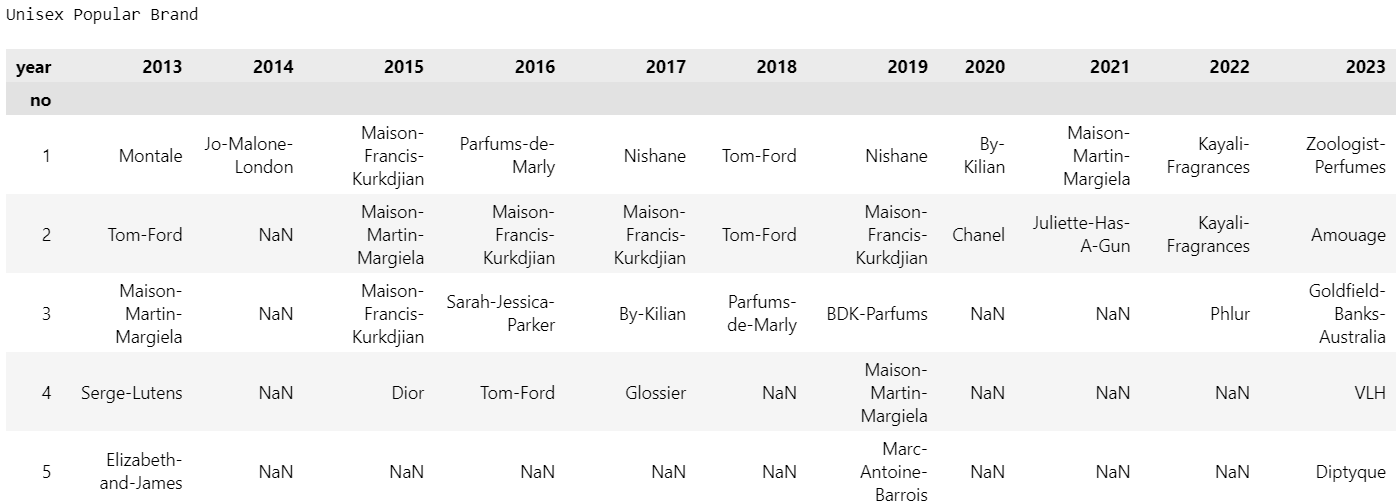 Unisex Popular Brand
year 2013 2014 2015 2016 2017 2018 2019 2020 2021 2022 2023
no
1 Montale Jo-Malone-London Maison-Francis-Kurkdjian Parfums-de-Marly Nishane Tom-Ford Nishane By-Kilian Maison-Martin-Margiela Kayali-Fragrances Zoologist-Perfumes
2 Tom-Ford NaN Maison-Martin-Margiela Maison-Francis-Kurkdjian Maison-Francis-Kurkdjian Tom-Ford Maison-Francis-Kurkdjian Chanel Juliette-Has-A-Gun Kayali-Fragrances Amouage
3 Maison-Martin-Margiela NaN Maison-Francis-Kurkdjian Sarah-Jessica-Parker By-Kilian Parfums-de-Marly BDK-Parfums NaN NaN Phlur Goldfield-Banks-Australia
4 Serge-Lutens NaN Dior Tom-Ford Glossier NaN Maison-Martin-Margiela NaN NaN NaN VLH
5 Elizabeth-and-James NaN NaN NaN NaN NaN Marc-Antoine-Barrois NaN NaN NaN Diptyque